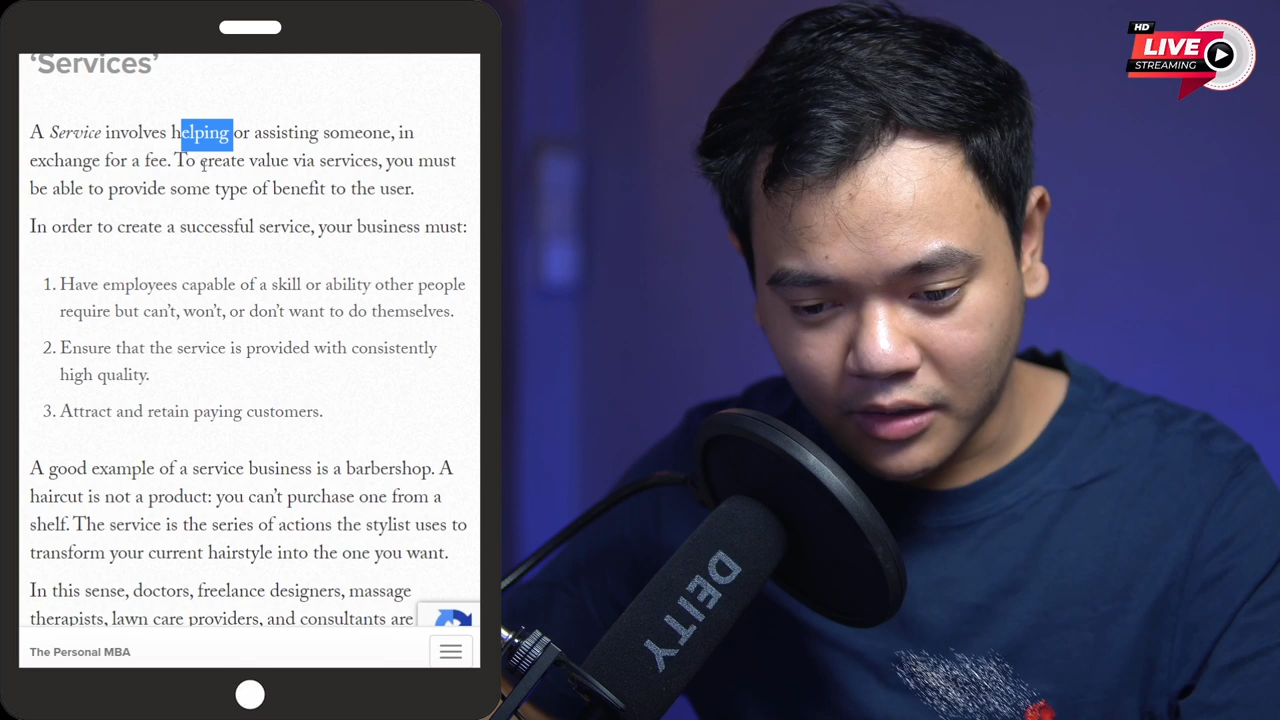 HD
LIVE
STREAMING
‘Services’
A Service involves helping or assisting someone, in
exchange for a fee. To create value via services, you must
be able to provide some type of benefit to the user.
In order to create a successful service, your business must:
1. Have employees capable of a skill or ability other people
require but can’t, won’t, or don’t want to do themselves.
2. Ensure that the service is provided with consistently
high quality.
3. Attract and retain paying customers.
A good example of a service business is a barbershop. A
haircut is not a product: you can’t purchase one from a
shelf. The service is the series of actions the stylist uses to
transform your current hairstyle into the one you want.
In this sense, doctors, freelance designers, massage
therapists, lawn care providers, and consultants are
The Personal MBA
DEITY